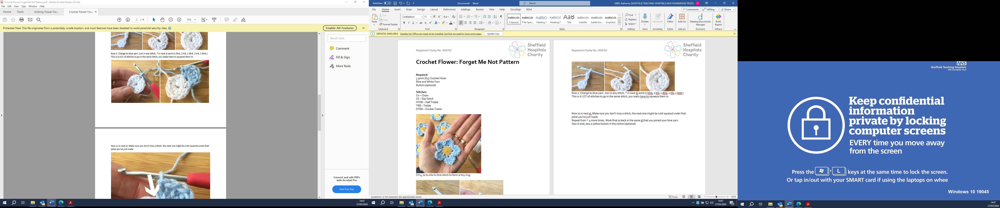 Crochet Flower Forget Me Not Pattern.pdf - Adobe Acrobat Reader (32-bit)
File Edit View Sign Window Help
Home Tools Knitting Flower For... Crochet Flower For... ×
2 / 4 75%
Protected View: This file originated from a potentially unsafe location, and most features have been disabled to avoid potential security risks.
Enable All Features
Row 2: Change to blue yarn. Join in any stitch, * in next st work (1 htrb, 2 trb, 1 dtrb, 2 trb, 1 htrb,)
This is A LOT of stitches to go in the same stitch, you really have to squeeze them in.
Now ss in next st. Make sure you don't miss a stitch, the next one might be a bit squared under that
petal you've just made.
Search tools
Comment
Fill & Sign
More Tools
Convert and edit PDFs
with Acrobat Pro
Start Free Trial
14:47
27/03/2024
AutoSave Off
Document4 - Word
Search
EBBS, Katherine (SHEFFIELD TEACHING HOSPITALS NHS FOUNDATION TRUST) EK
File Home Insert Draw Design Layout References Mailings Review View Help DocuSign RCM
Comments Editing Share
Paste
Cut
Copy
Format Painter
Clipboard
Castledown 11
Font
Paragraph
AaBbCcDc AaBbCcDc AaBbCc AaBbCcC AaB AaBbCcDc AaBbCcDc AaBbCcDc
Normal No Spac... Heading 1 Heading 2 Title Subtitle Subtle Em... Emphasis
Styles
Find
Replace
Select
Editing
Dictate
Voice
Sensitivity
Sensitivity
Editor
Editor
Add-ins
Add-ins
Meeting Documents
Manager
Decisions
Build
Report
InPhase
UPDATES AVAILABLE Updates for Office are ready to be installed, but first we need to close some apps. Update now
Registered Charity No. 1169762
Sheffield
Hospitals
Charity
Crochet Flower: Forget Me Not Pattern
Required:
3.5mm (E4) Crochet Hook
Blue and White Yarn
Button (optional)
Stitches:
Ch – Chain
SS – Slip Stitch
HTRB – Half Treble
TRB – Treble
DTRB – Double Treble
CH 4, ss to into to first stitch to form a tiny ring.
Registered Charity No. 1169762
Sheffield
Hospitals
Charity
Row 2: Change to blue yarn. Join in any stitch, * in next st work (1 htrb, 2 trb, 1 dtrb, 2 trb, 1 htrb,)
This is A LOT of stitches to go in the same stitch, you really have to squeeze them in.
Now ss in next st. Make sure you don't miss a stitch, the next one might be a bit squared under that
petal you've just made.
Repeat from * 4 more times. Work final ss back in the same st that you joined your blue yarn
Sew in end, sew a yellow button in the centre (optional)
Guidelines: 5,104 characters (an approximate value).
Focus
100%
14:47
27/03/2024
23
NHS
Sheffield Teaching Hospitals
NHS Foundation Trust
Keep confidential
information
private by locking
computer screens
EVERY time you move away
from the screen
Press the + L keys at the same time to lock the screen.
Or tap in/out with your SMART card if using the laptops on whee
Windows 10 19045
14:47
27/03/2024